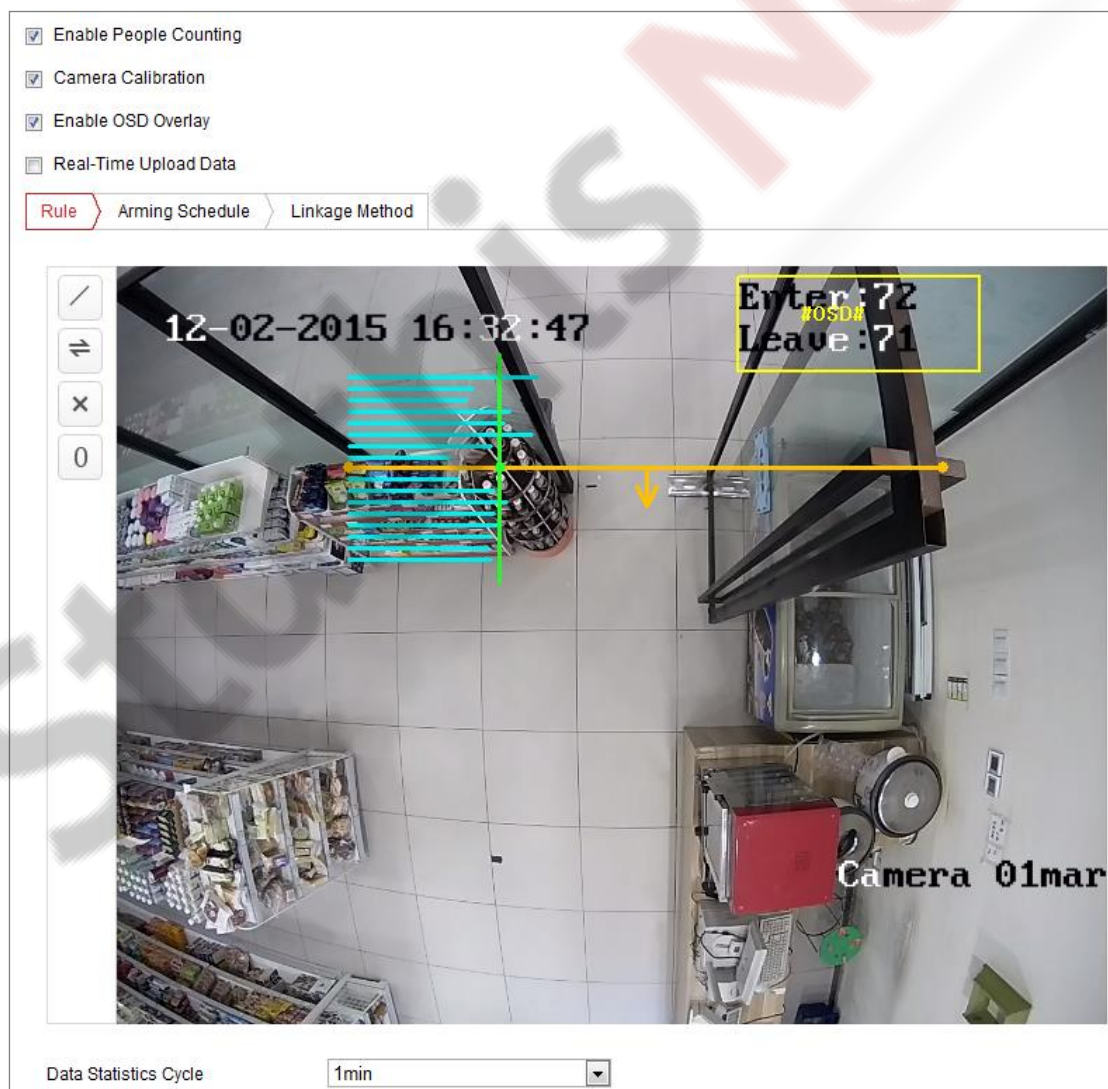 Enable People Counting
Camera Calibration
Enable OSD Overlay
Real-Time Upload Data
Rule Arming Schedule Linkage Method
12-02-2015 16:32:47
Enter:72
#OSD#
Leave:71
0
Camera 01mar
Data Statistics Cycle 1min